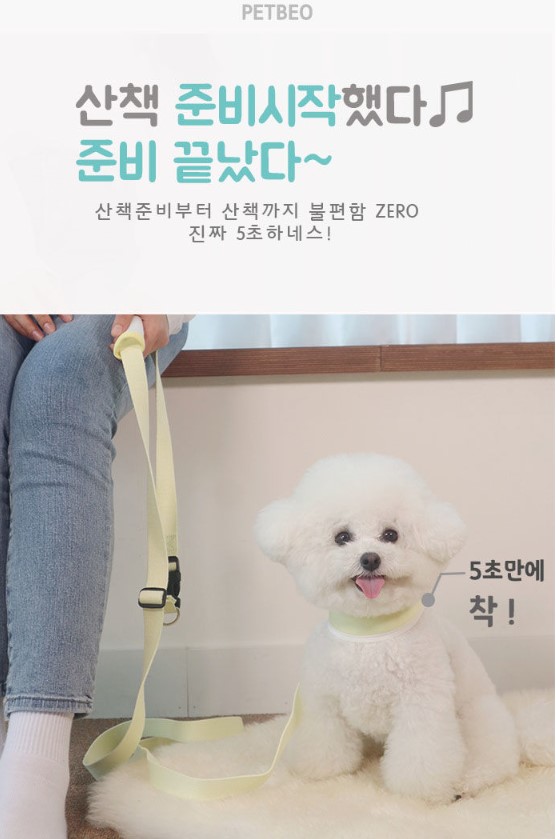 PETBEO
산책 준비시작했다♫
준비 끝났다~
산책준비부터 산책까지 불편함 ZERO
진짜 5초하네스!
5초만에
착!